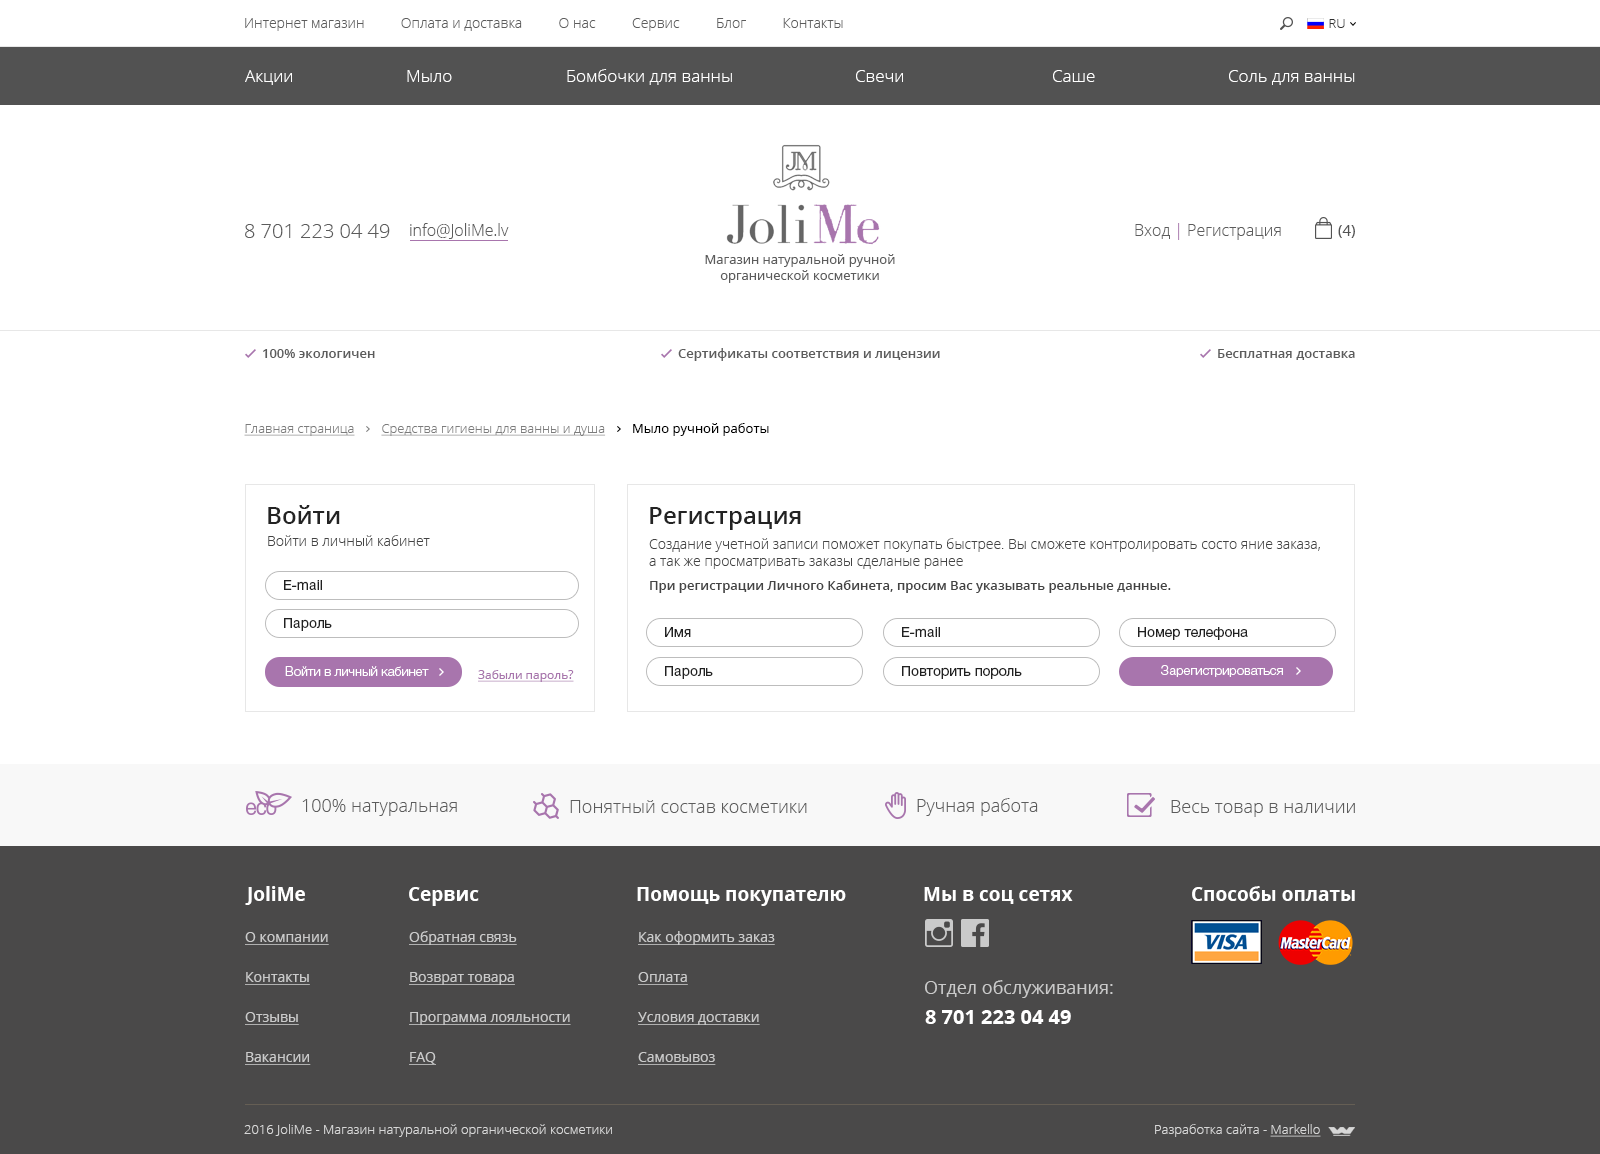 Интернет магазин Оплата и доставка О нас Сервис Блог Контакты RU
Акции Мыло Бомбочки для ванны Свечи Саше Соль для ванны
JM
8 701 223 04 49 info@JoliMe.lv
JoliMe
Магазин натуральной ручной
органической косметики
Вход | Регистрация (4)
100% экологичен Сертификаты соответствия и лицензии Бесплатная доставка
Главная страница > Средства гигиены для ванны и душа > Мыло ручной работы
Войти
Войти в личный кабинет
E-mail
Пароль
Войти в личный кабинет > Забыли пароль?
Регистрация
Создание учетной записи поможет покупать быстрее. Вы сможете контролировать состо яние заказа,
а так же просматривать заказы сделаные ранее
При регистрации Личного Кабинета, просим Вас указывать реальные данные.
Имя E-mail Номер телефона
Пароль Повторить пороль Зарегистрироваться >
eco 100% натуральная Понятный состав косметики Ручная работа Весь товар в наличии
JoliMe
О компании
Контакты
Отзывы
Вакансии
Сервис
Обратная связь
Возврат товара
Программа лояльности
FAQ
Помощь покупателю
Как оформить заказ
Оплата
Условия доставки
Самовывоз
Мы в соц сетях
Отдел обслуживания:
8 701 223 04 49
Способы оплаты
VISA MasterCard
2016 JoliMe - Магазин натуральной органической косметики Разработка сайта - Markello